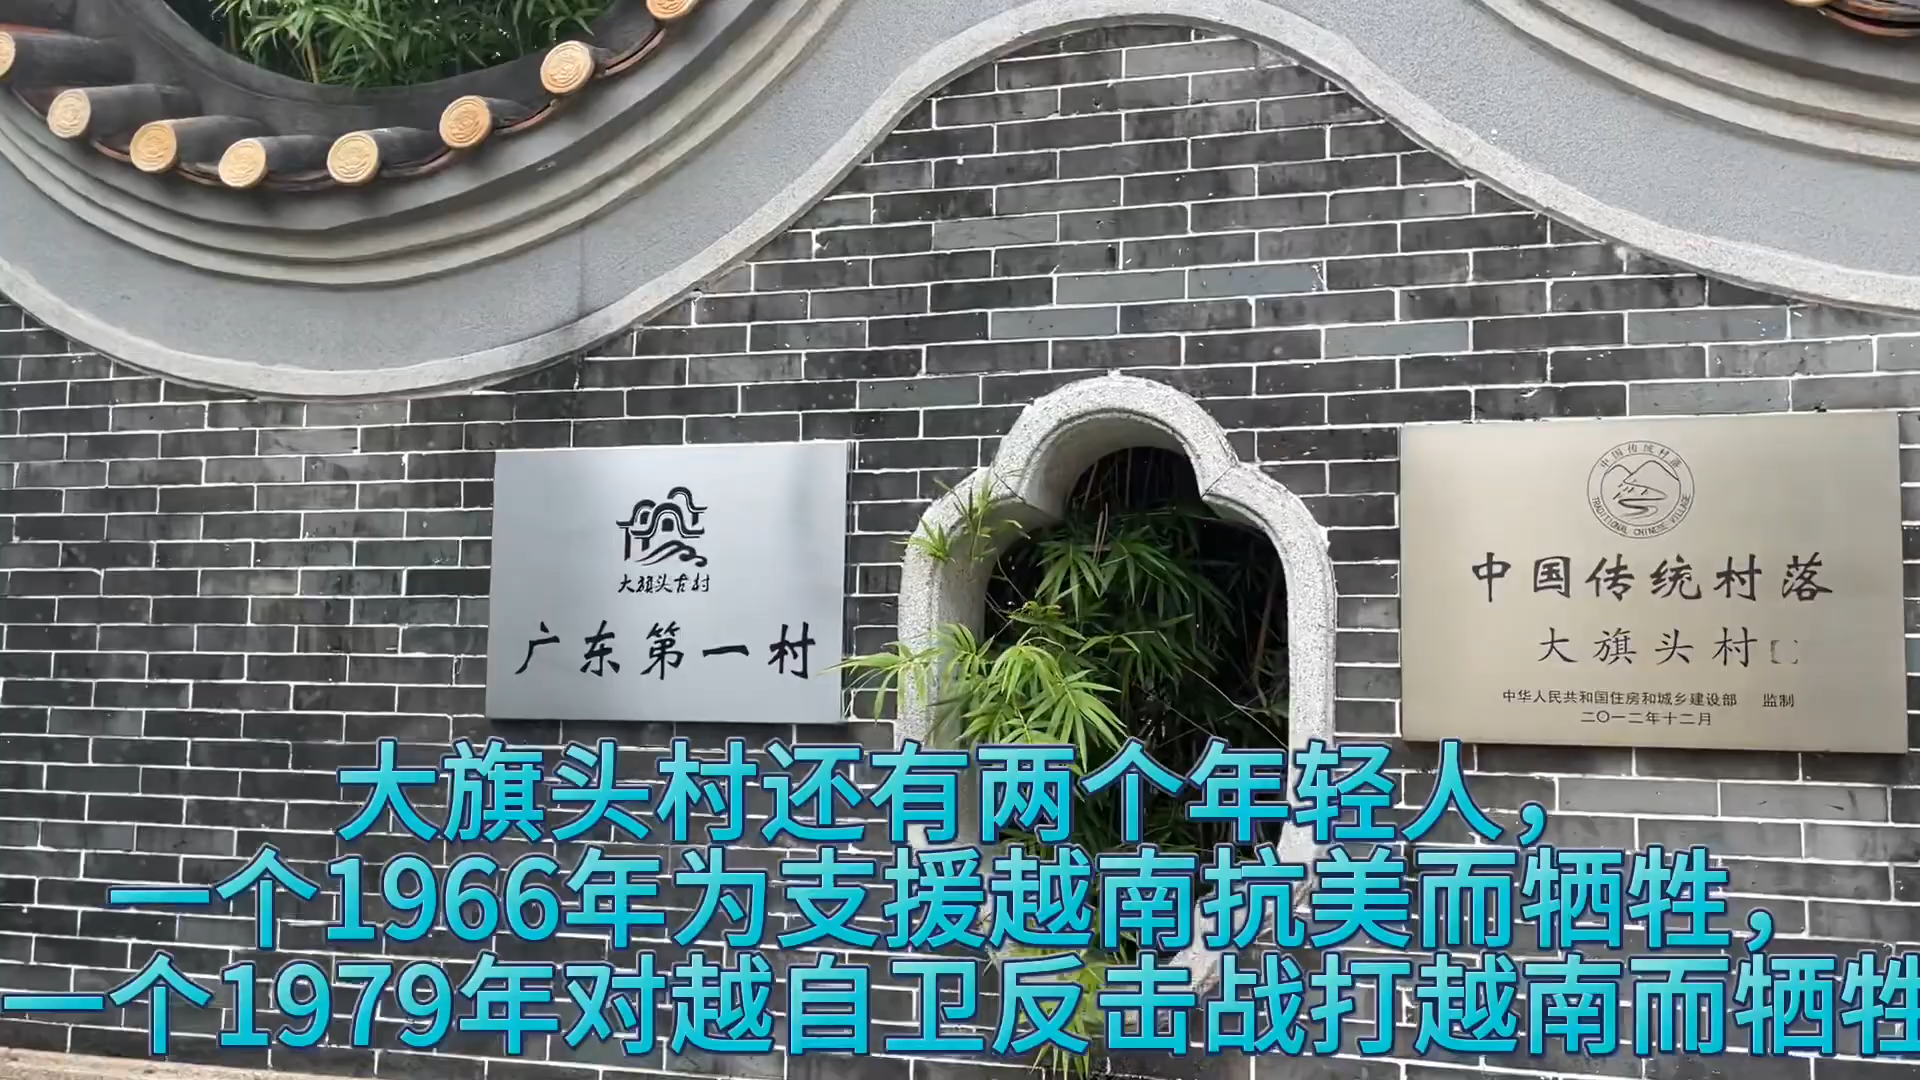 大旗头古村
广东第一村
中国传统村落
TRADITIONAL CHINESE VILLAGE
中国传统村落
大旗头村
中华人民共和国住房和城乡建设部 监制
二〇一二年十二月
大旗头村还有两个年轻人，
一个1966年为支援越南抗美而牺牲，
一个1979年对越自卫反击战打越南而牺牲